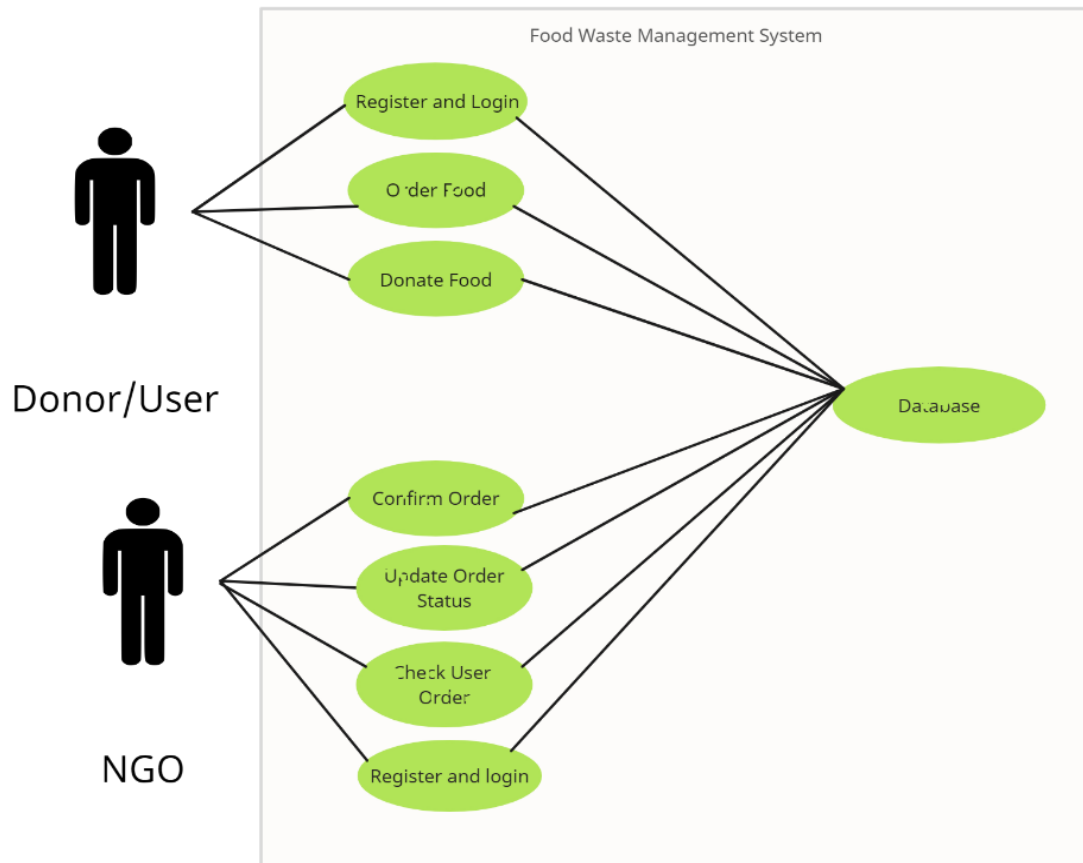 Food Waste Management System
Register and Login
Order Food
Donate Food
Donor/User
Database
Confirm Order
Update Order
Status
Check User
Order
NGO
Register and login